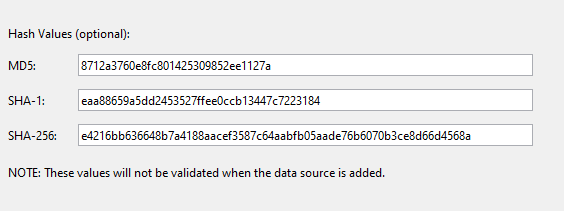 Hash Values (optional):
MD5: 8712a3760e8fc801425309852ee1127a
SHA-1: eaa88659a5dd2453527ffee0ccb13447c7223184
SHA-256: e4216bb636648b7a4188aacef3587c64aabfb05aade76b6070b3ce8d66d4568a
NOTE: These values will not be validated when the data source is added.